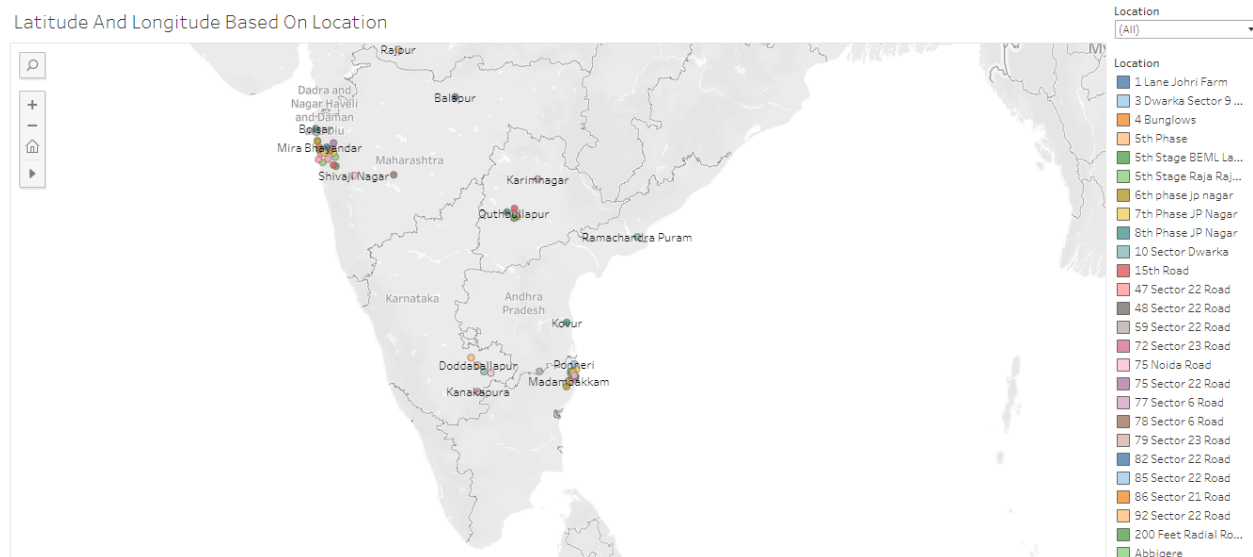 Latitude And Longitude Based On Location
Location
(All)
Location
1 Lane Johri Farm
3 Dwarka Sector 9 ...
4 Bunglows
5th Phase
5th Stage BEML La...
5th Stage Raja Raj...
6th phase jp nagar
7th Phase JP Nagar
8th Phase JP Nagar
10 Sector Dwarka
15th Road
47 Sector 22 Road
48 Sector 22 Road
59 Sector 22 Road
72 Sector 23 Road
75 Noida Road
75 Sector 22 Road
77 Sector 6 Road
78 Sector 6 Road
79 Sector 23 Road
82 Sector 22 Road
85 Sector 22 Road
86 Sector 21 Road
92 Sector 22 Road
200 Feet Radial Ro...
Abbigere
Rajpur
Balapur
Dadra and
Nagar Haveli
and Daman
Diu
Boisar
Mira Bhayandar
Maharashtra
Shivaji Nagar
Karimnagar
Quthbullapur
Ramachandra Puram
Karnataka
Andhra
Pradesh
Kovur
Doddaballapur
Ponneri
Madambakkam
Kanakapura